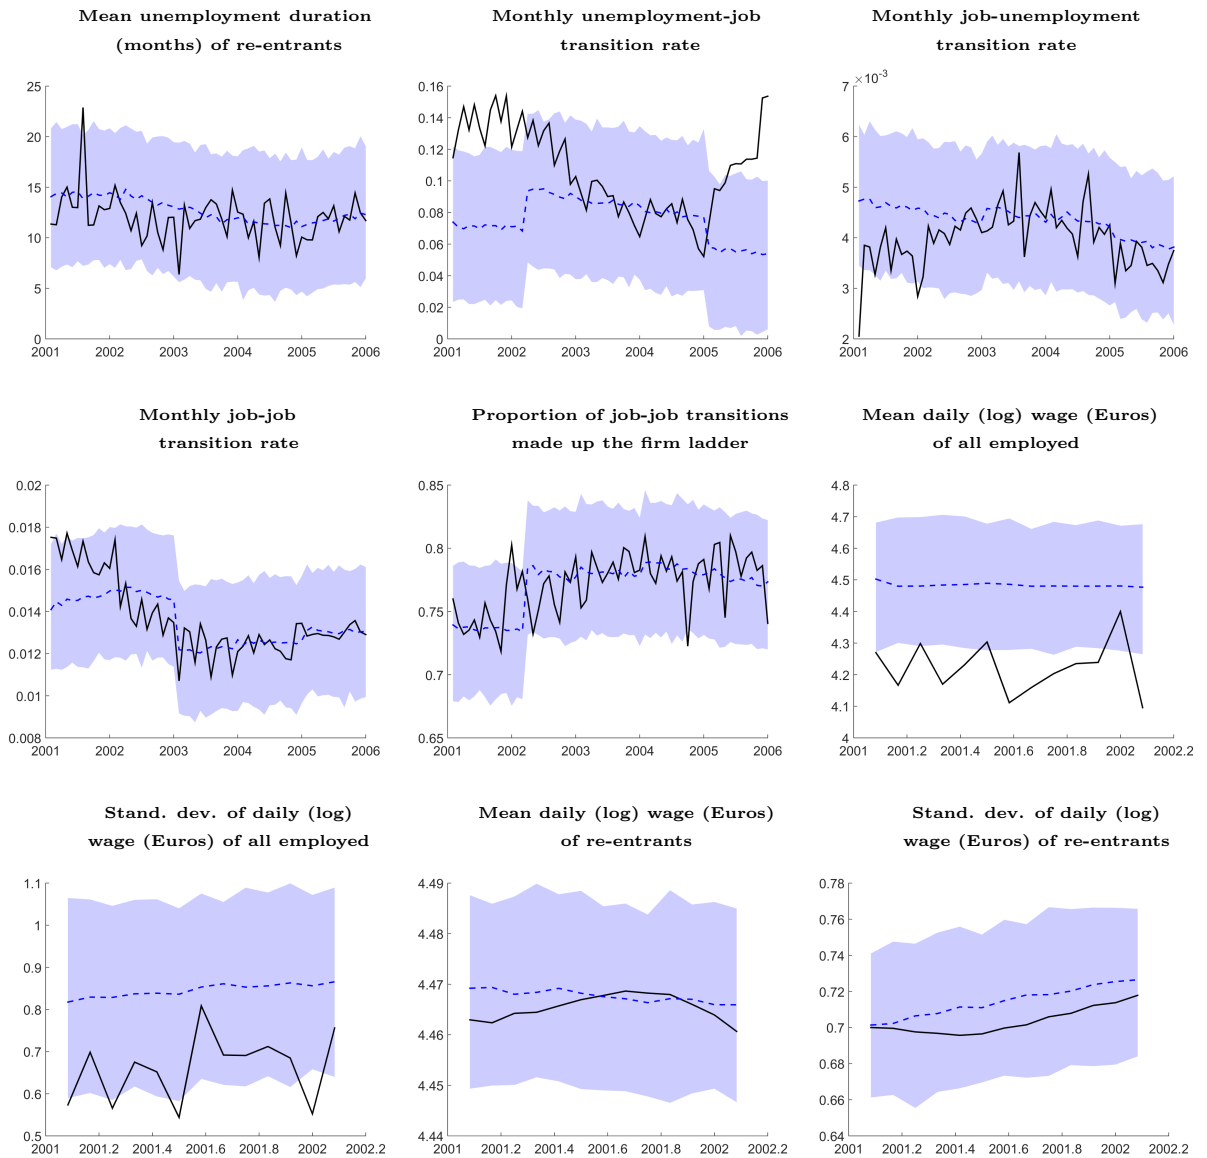 Mean unemployment duration
(months) of re-entrants
25
20
15
10
5
0
2001 2002 2003 2004 2005 2006
Monthly unemployment-job
transition rate
0.16
0.14
0.12
0.1
0.08
0.06
0.04
0.02
0
2001 2002 2003 2004 2005 2006
Monthly job-unemployment
transition rate
×10-3
7
6
5
4
3
2
2001 2002 2003 2004 2005 2006
Monthly job-job
transition rate
0.02
0.018
0.016
0.014
0.012
0.01
0.008
2001 2002 2003 2004 2005 2006
Proportion of job-job transitions
made up the firm ladder
0.85
0.8
0.75
0.7
0.65
2001 2002 2003 2004 2005 2006
Mean daily (log) wage (Euros)
of all employed
4.8
4.7
4.6
4.5
4.4
4.3
4.2
4.1
4
2001 2001.2 2001.4 2001.6 2001.8 2002 2002.2
Stand. dev. of daily (log)
wage (Euros) of all employed
1.1
1
0.9
0.8
0.7
0.6
0.5
2001 2001.2 2001.4 2001.6 2001.8 2002 2002.2
Mean daily (log) wage (Euros)
of re-entrants
4.49
4.48
4.47
4.46
4.45
4.44
2001 2001.2 2001.4 2001.6 2001.8 2002 2002.2
Stand. dev. of daily (log)
wage (Euros) of re-entrants
0.78
0.76
0.74
0.72
0.7
0.68
0.66
0.64
2001 2001.2 2001.4 2001.6 2001.8 2002 2002.2